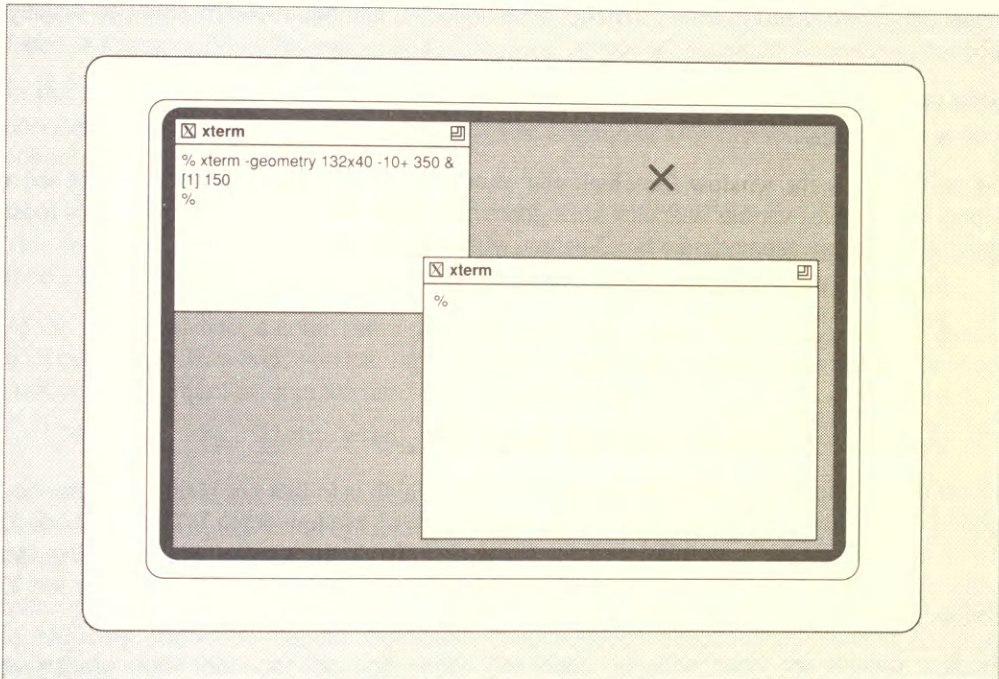 xterm
% xterm -geometry 132x40 -10+ 350 &
[1] 150
%
xterm
%